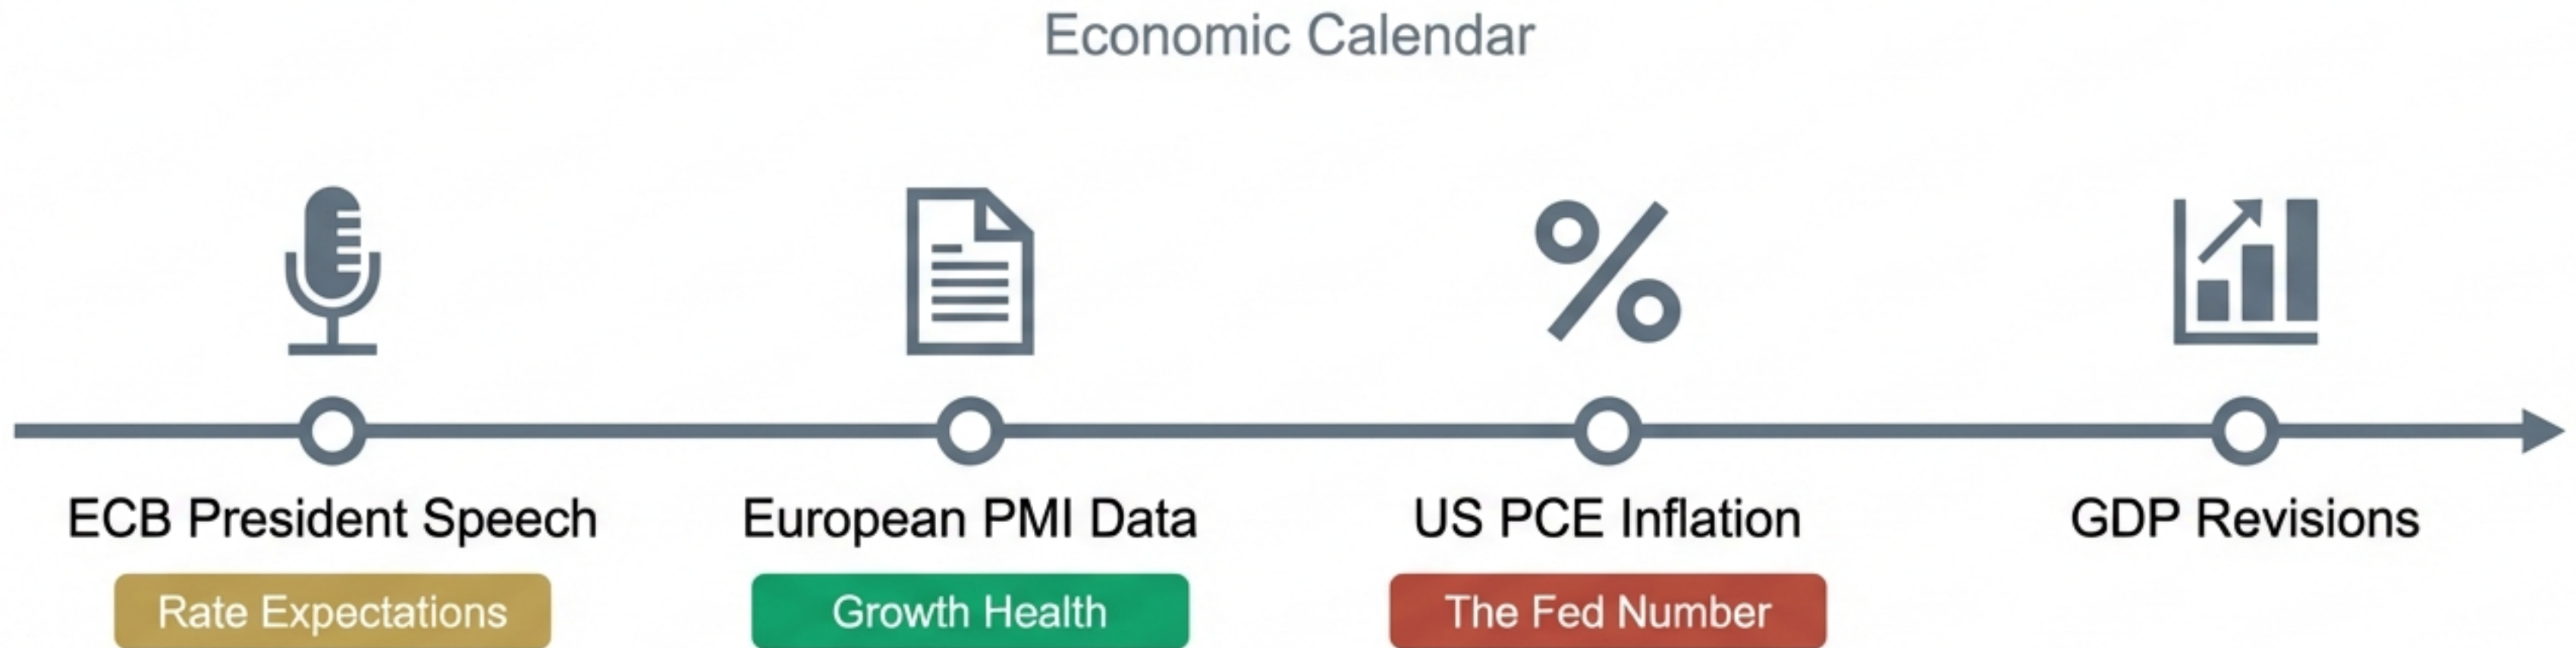 Economic Calendar
ECB President Speech
European PMI Data
US PCE Inflation
GDP Revisions
Rate Expectations
Growth Health
The Fed Number